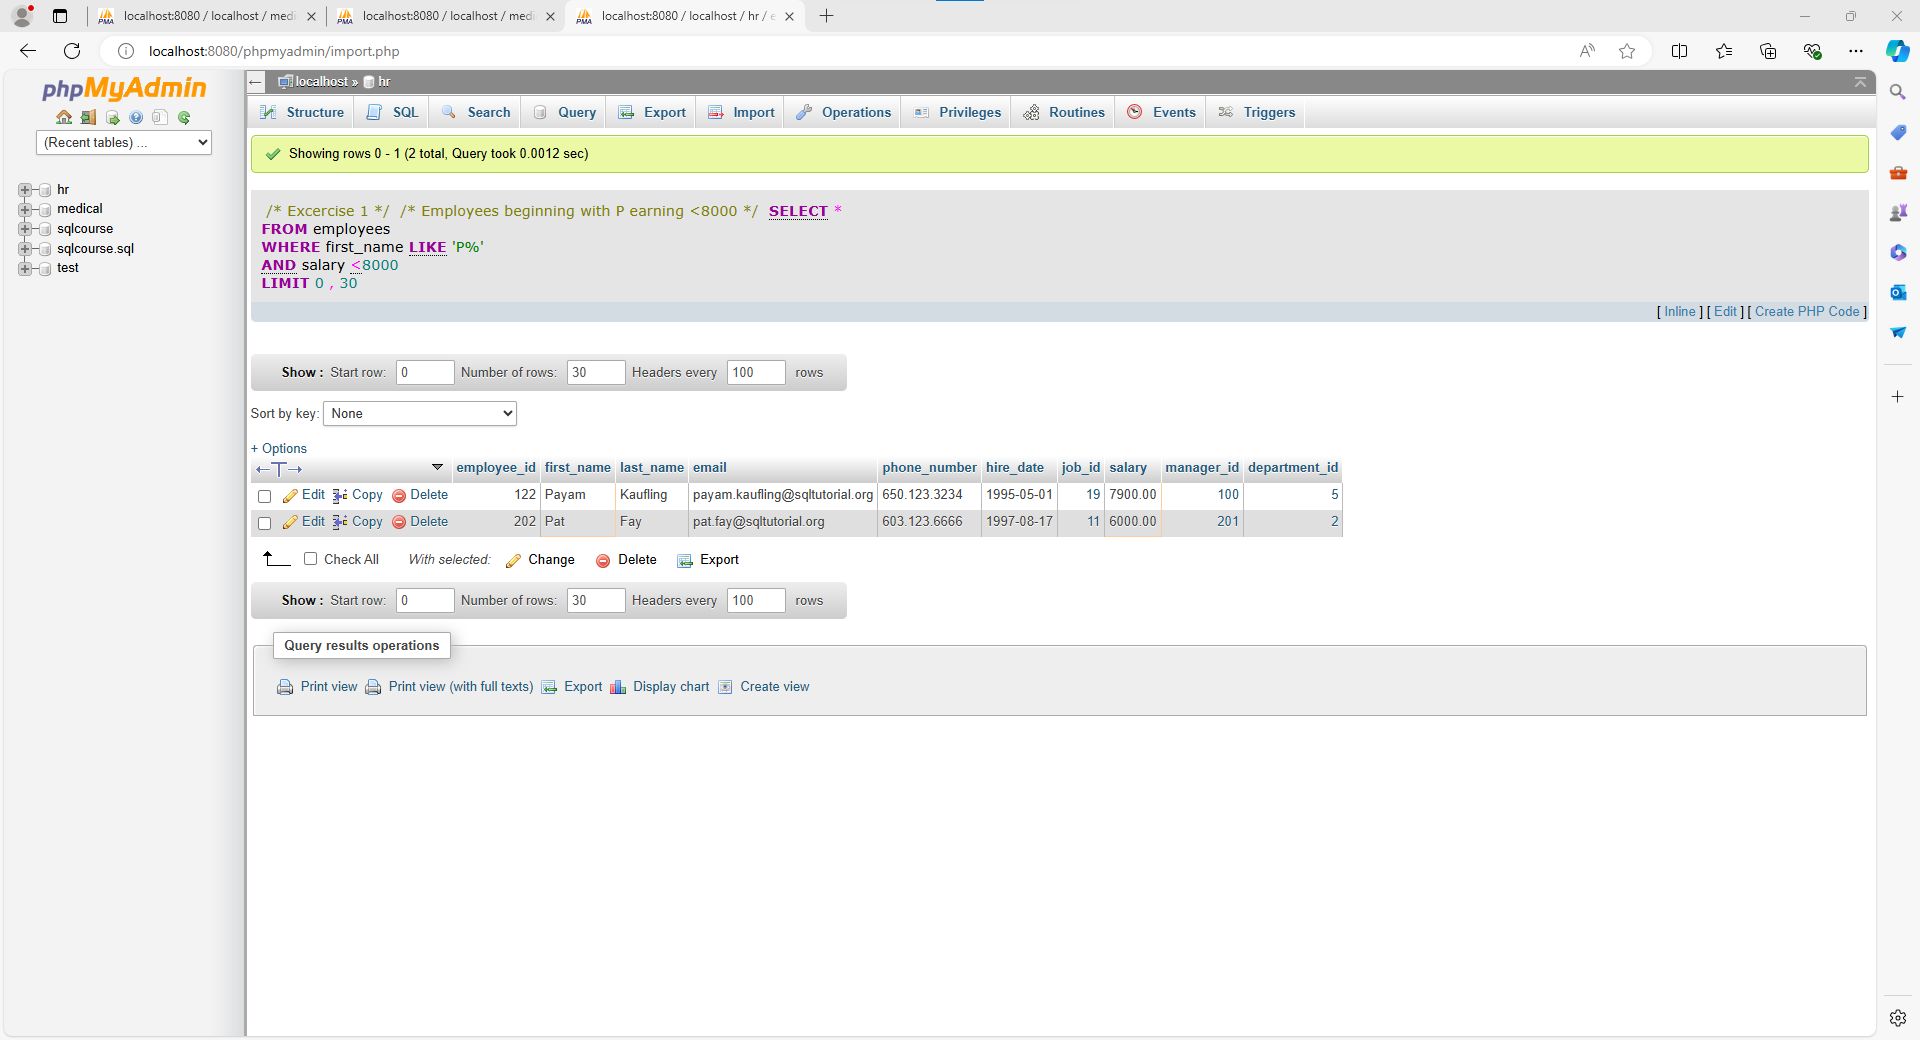 localhost:8080 / localhost / medi
localhost:8080 / localhost / medi
localhost:8080 / localhost / hr / e
localhost:8080/phpmyadmin/import.php
phpMyAdmin
(Recent tables) ...
hr
medical
sqlcourse
sqlcourse.sql
test
localhost » hr
Structure SQL Search Query Export Import Operations Privileges Routines Events Triggers
Showing rows 0 - 1 (2 total, Query took 0.0012 sec)
/* Excercise 1 */ /* Employees beginning with P earning <8000 */ SELECT *
FROM employees
WHERE first_name LIKE 'P%'
AND salary <8000
LIMIT 0 , 30
[ Inline ] [ Edit ] [ Create PHP Code ]
Show : Start row: 0 Number of rows: 30 Headers every 100 rows
Sort by key: None
+ Options
←T→ employee_id first_name last_name email phone_number hire_date job_id salary manager_id department_id
Edit Copy Delete 122 Payam Kaufling payam.kaufling@sqltutorial.org 650.123.3234 1995-05-01 19 7900.00 100 5
Edit Copy Delete 202 Pat Fay pat.fay@sqltutorial.org 603.123.6666 1997-08-17 11 6000.00 201 2
Check All With selected: Change Delete Export
Show : Start row: 0 Number of rows: 30 Headers every 100 rows
Query results operations
Print view Print view (with full texts) Export Display chart Create view